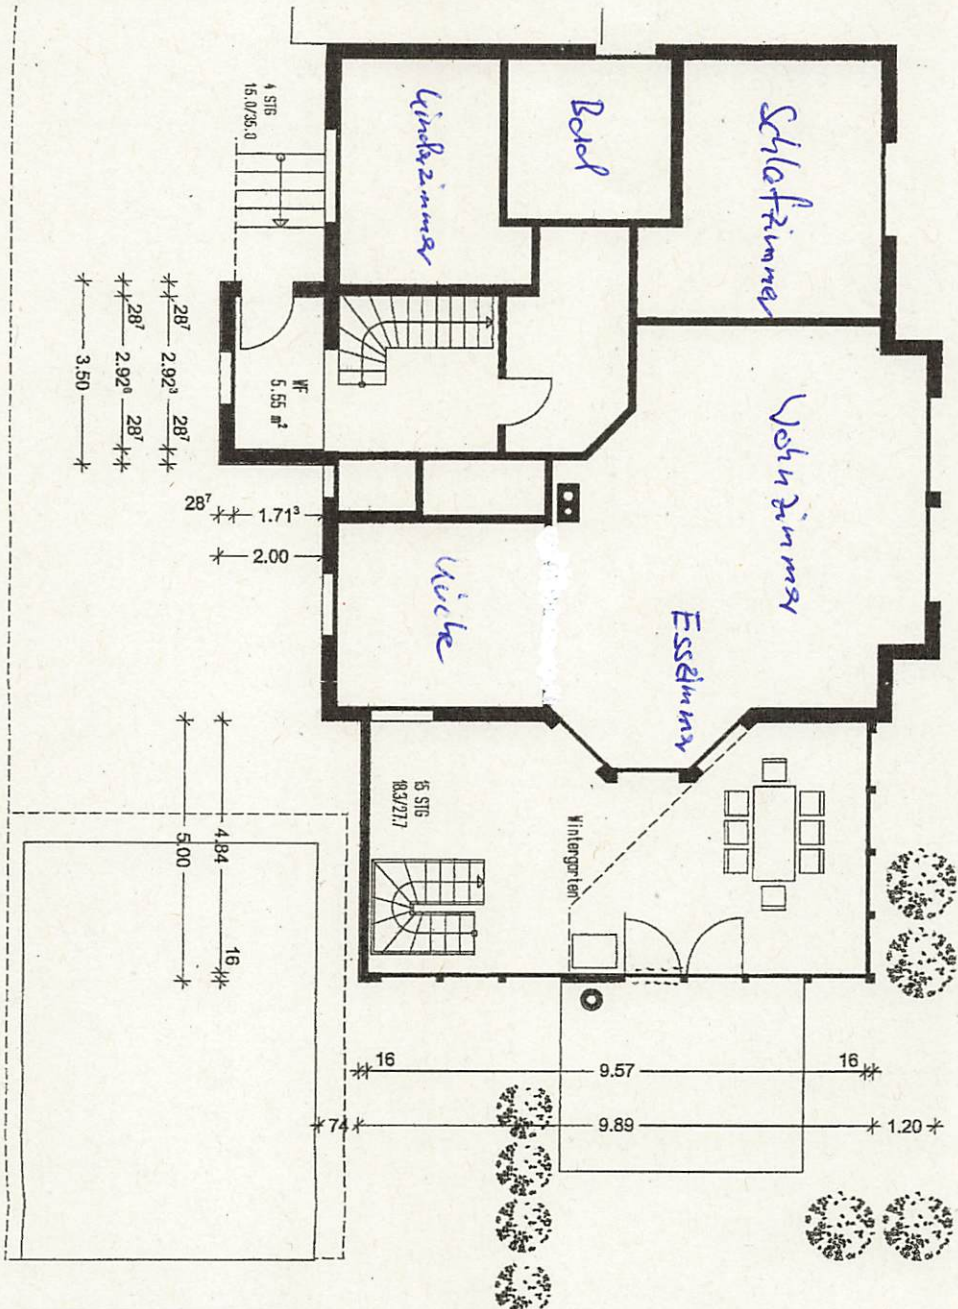 4 STG
15.0/35.0
Kinderzimmer
Bad
Schlafzimmer
WF
5.55 m²
28⁷ 2.92³ 28⁷
28⁷ 2.92⁶ 28⁷
3.50
28⁷ 1.71³
2.00
Küche
Wohnzimmer
Esszimmer
15 STG
18.3/27.7
Wintergarten
4.84 16
5.00
16 9.57 16
74 9.89 1.20